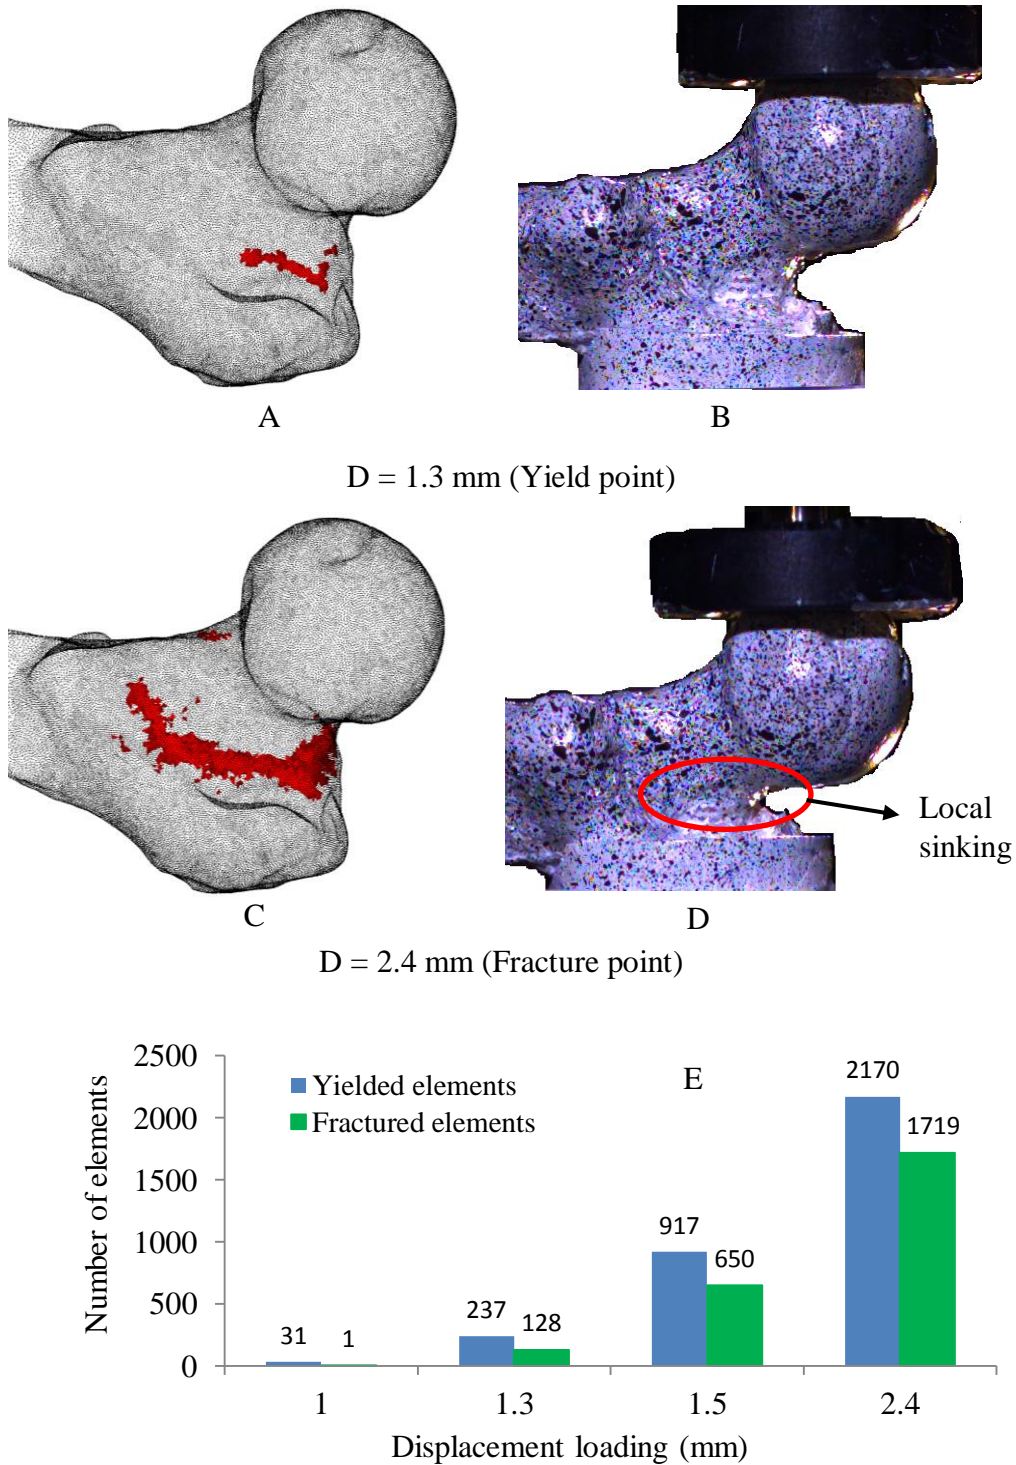 A
B
D = 1.3 mm (Yield point)
Local
sinking
C
D
D = 2.4 mm (Fracture point)
E
Yielded elements
Fractured elements
Number of elements
2500
2000
1500
1000
500
0
31
1
237
128
917
650
2170
1719
1
1.3
1.5
2.4
Displacement loading (mm)